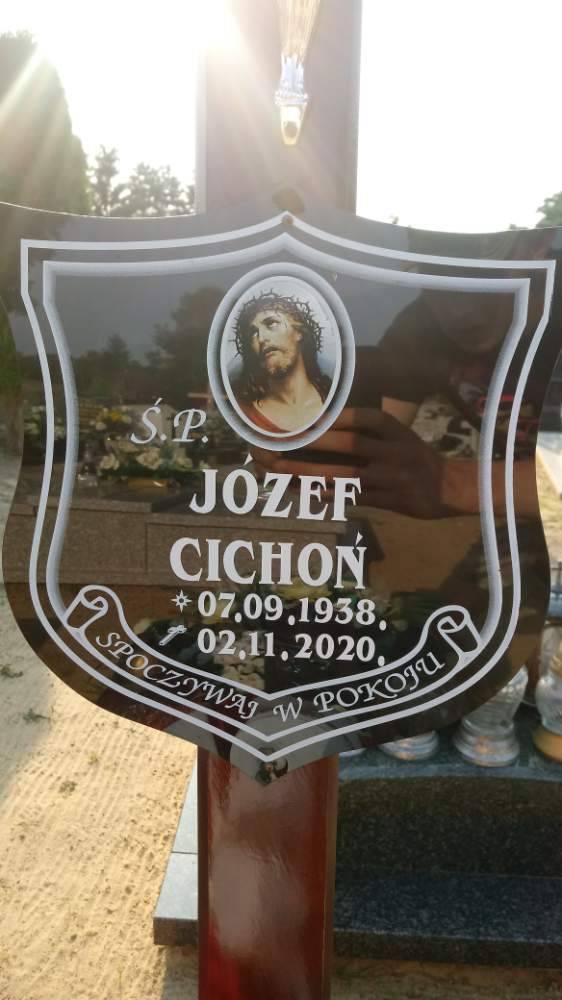 Ś.P.
JÓZEF
CICHOŃ
07.09.1938.
02.11.2020.
SPOCZYWAJ W POKOJU